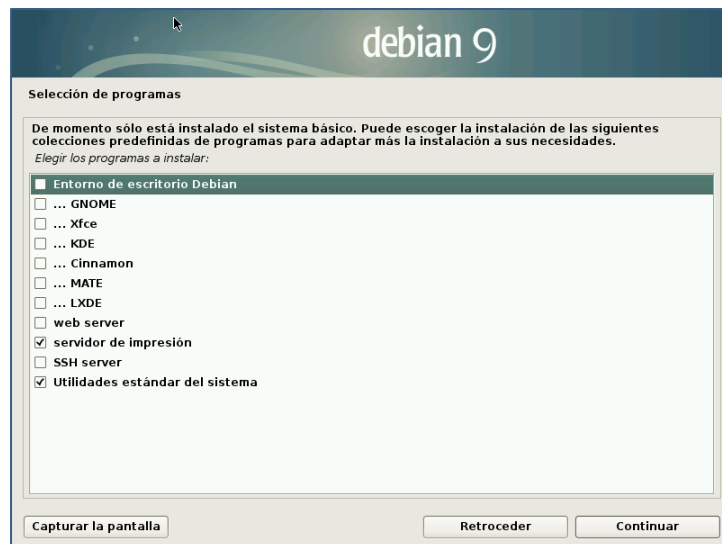 debian 9
Selección de programas
De momento sólo está instalado el sistema básico. Puede escoger la instalación de las siguientes
colecciones predefinidas de programas para adaptar más la instalación a sus necesidades.
Elegir los programas a instalar:
Entorno de escritorio Debian
... GNOME
... Xfce
... KDE
... Cinnamon
... MATE
... LXDE
web server
servidor de impresión
SSH server
Utilidades estándar del sistema
Capturar la pantalla
Retroceder
Continuar